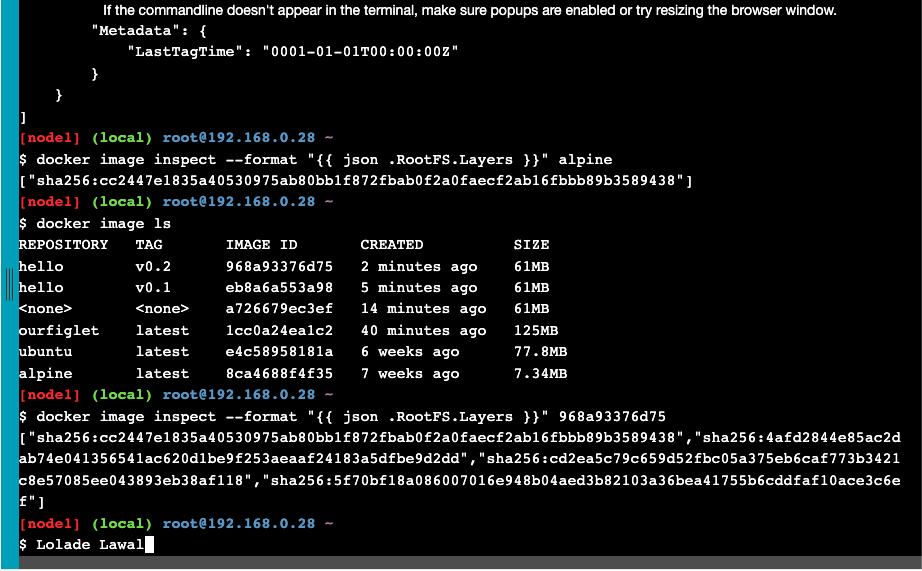 If the commandline doesn't appear in the terminal, make sure popups are enabled or try resizing the browser window.
        "Metadata": {
            "LastTagTime": "0001-01-01T00:00:00Z"
        }
    }
]
[node1] (local) root@192.168.0.28 ~
$ docker image inspect --format "{{ json .RootFS.Layers }}" alpine
["sha256:cc2447e1835a40530975ab80bb1f872fbab0f2a0faecf2ab16fbbb89b3589438"]
[node1] (local) root@192.168.0.28 ~
$ docker image ls
REPOSITORY   TAG       IMAGE ID       CREATED          SIZE
hello        v0.2      968a93376d75   2 minutes ago    61MB
hello        v0.1      eb8a6a553a98   5 minutes ago    61MB
<none>       <none>    a726679ec3ef   14 minutes ago   61MB
ourfiglet    latest    1cc0a24ea1c2   40 minutes ago   125MB
ubuntu       latest    e4c58958181a   6 weeks ago      77.8MB
alpine       latest    8ca4688f4f35   7 weeks ago      7.34MB
[node1] (local) root@192.168.0.28 ~
$ docker image inspect --format "{{ json .RootFS.Layers }}" 968a93376d75
["sha256:cc2447e1835a40530975ab80bb1f872fbab0f2a0faecf2ab16fbbb89b3589438","sha256:4afd2844e85ac2d
ab74e041356541ac620d1be9f253aeaaf24183a5dfbe9d2dd","sha256:cd2ea5c79c659d52fbc05a375eb6caf773b3421
c8e57085ee043893eb38af118","sha256:5f70bf18a086007016e948b04aed3b82103a36bea41755b6cddfaf10ace3c6e
f"]
[node1] (local) root@192.168.0.28 ~
$ Lolade Lawal